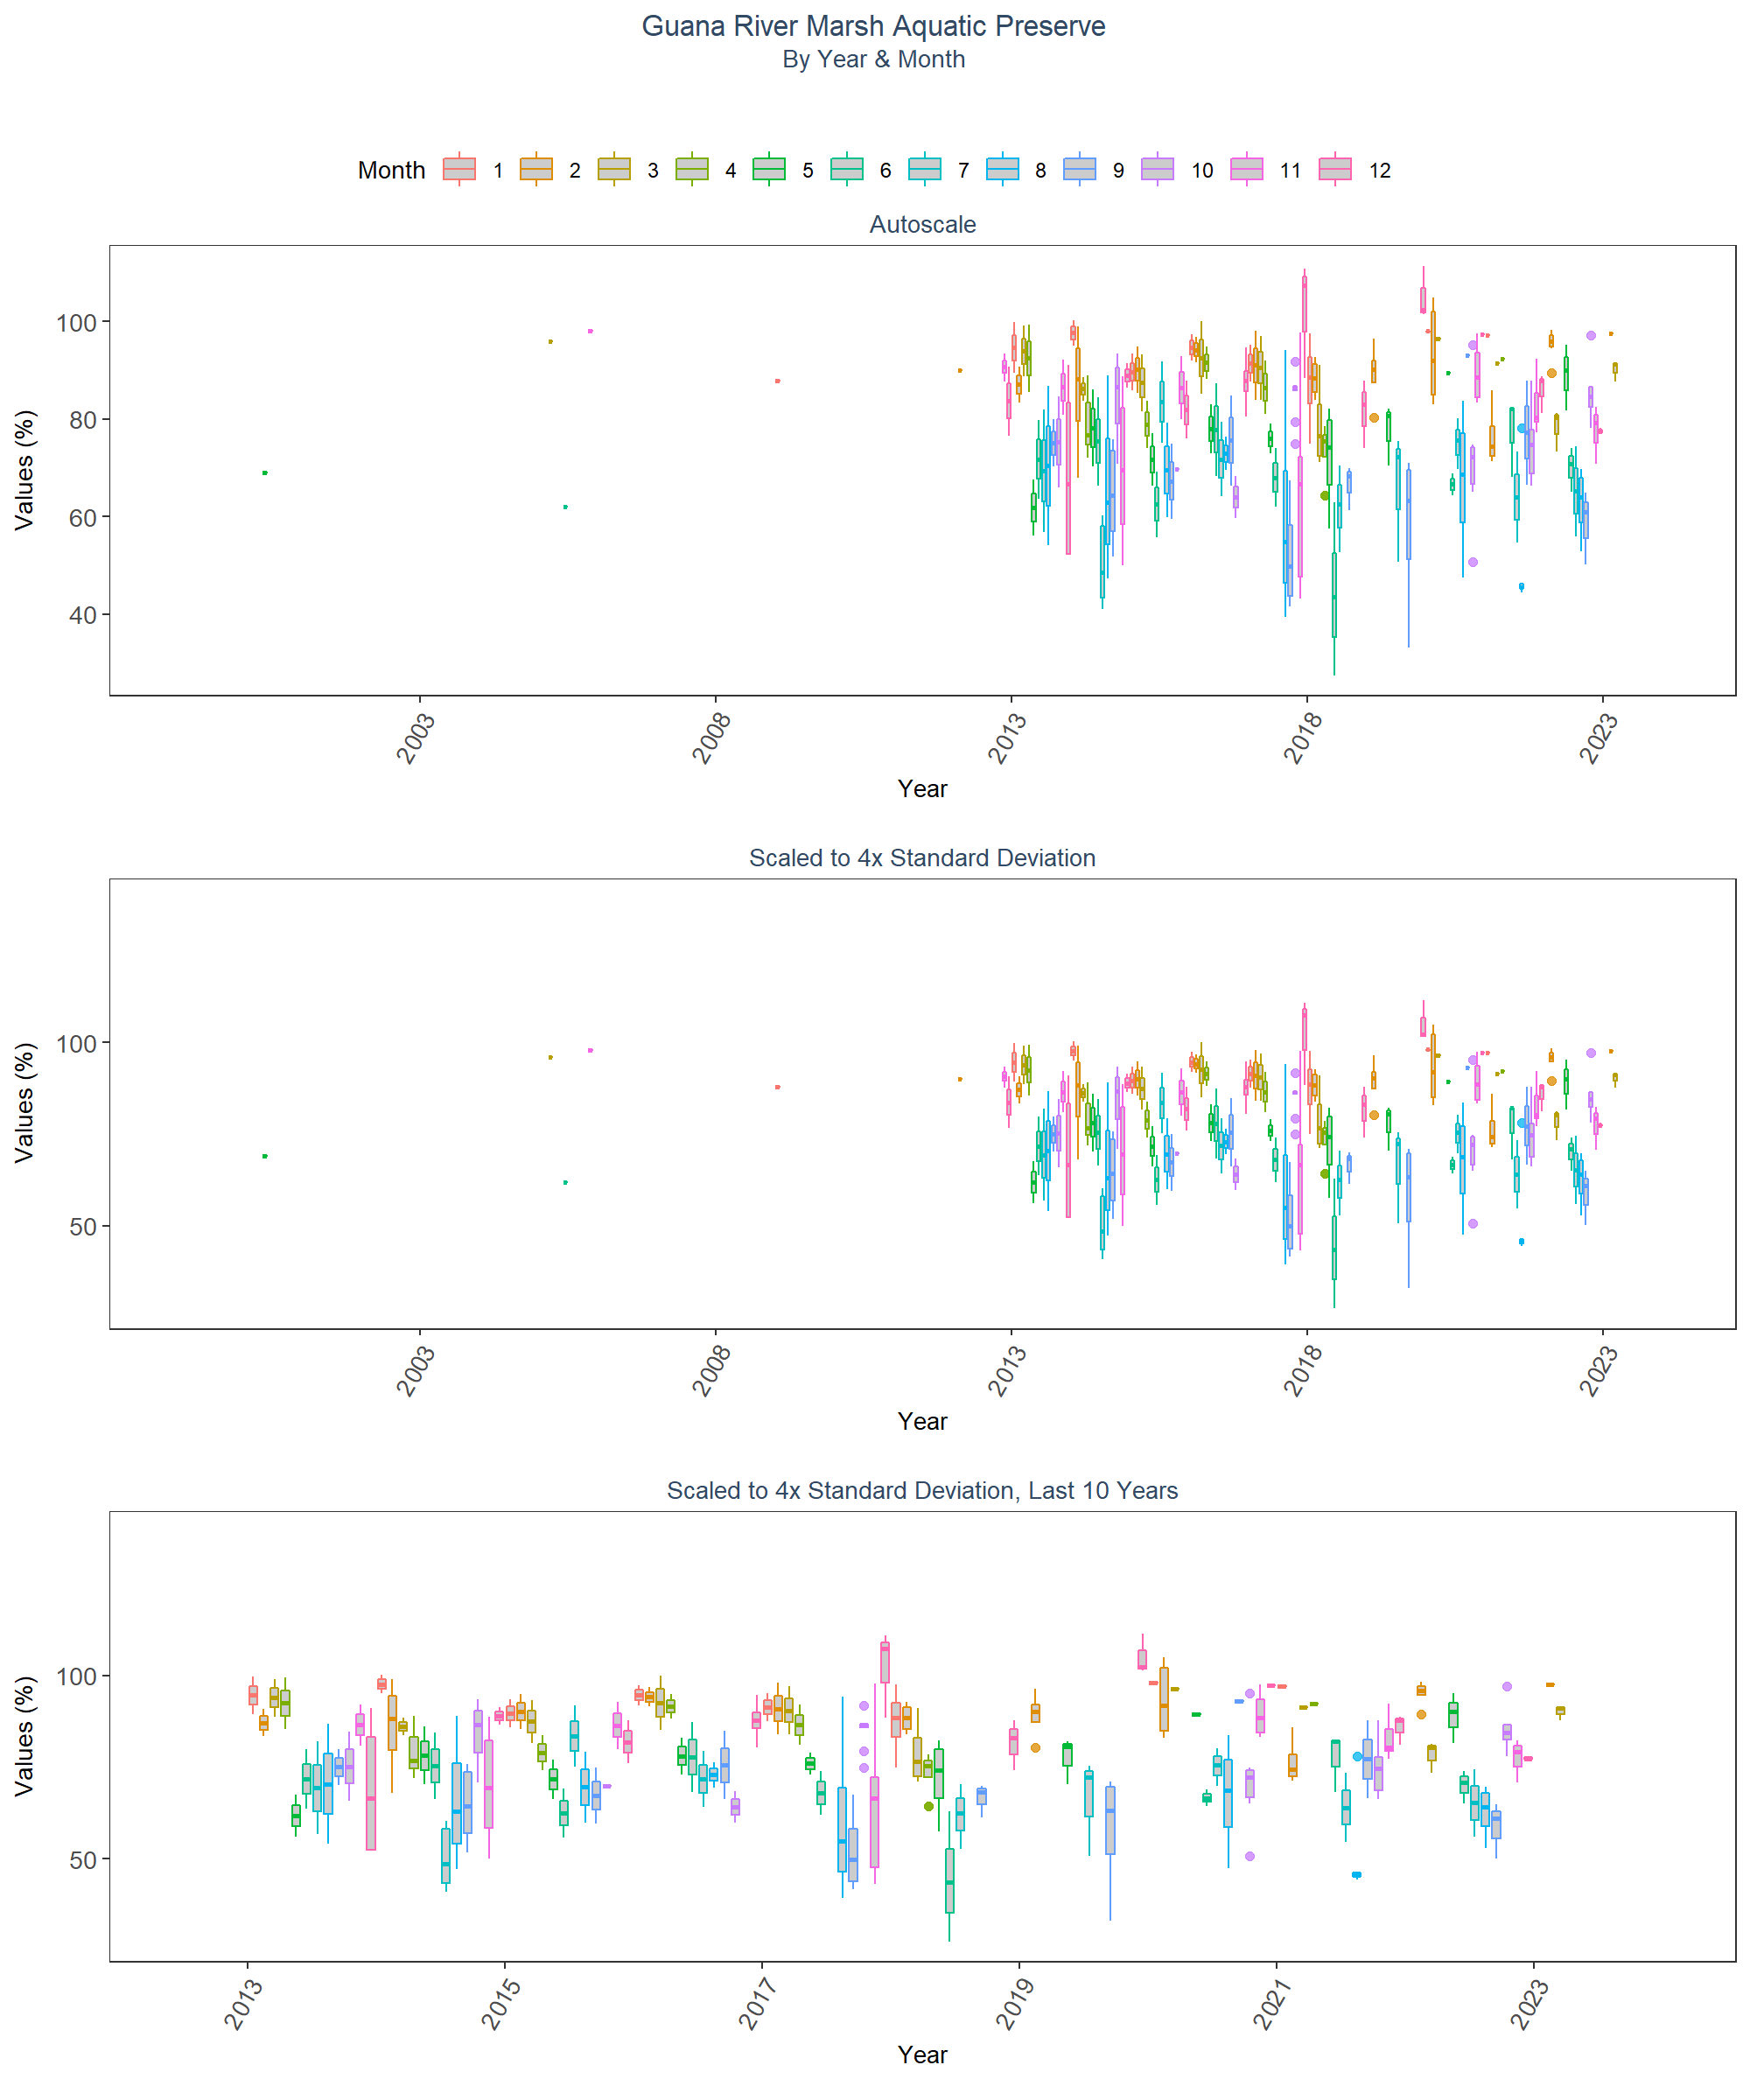 Guana River Marsh Aquatic Preserve
By Year & Month
Month 1 2 3 4 5 6 7 8 9 10 11 12
Autoscale
Values (%)
100
80
60
40
2003 2008 2013 2018 2023
Year
Scaled to 4x Standard Deviation
Values (%)
100
50
2003 2008 2013 2018 2023
Year
Scaled to 4x Standard Deviation, Last 10 Years
Values (%)
100
50
2013 2015 2017 2019 2021 2023
Year